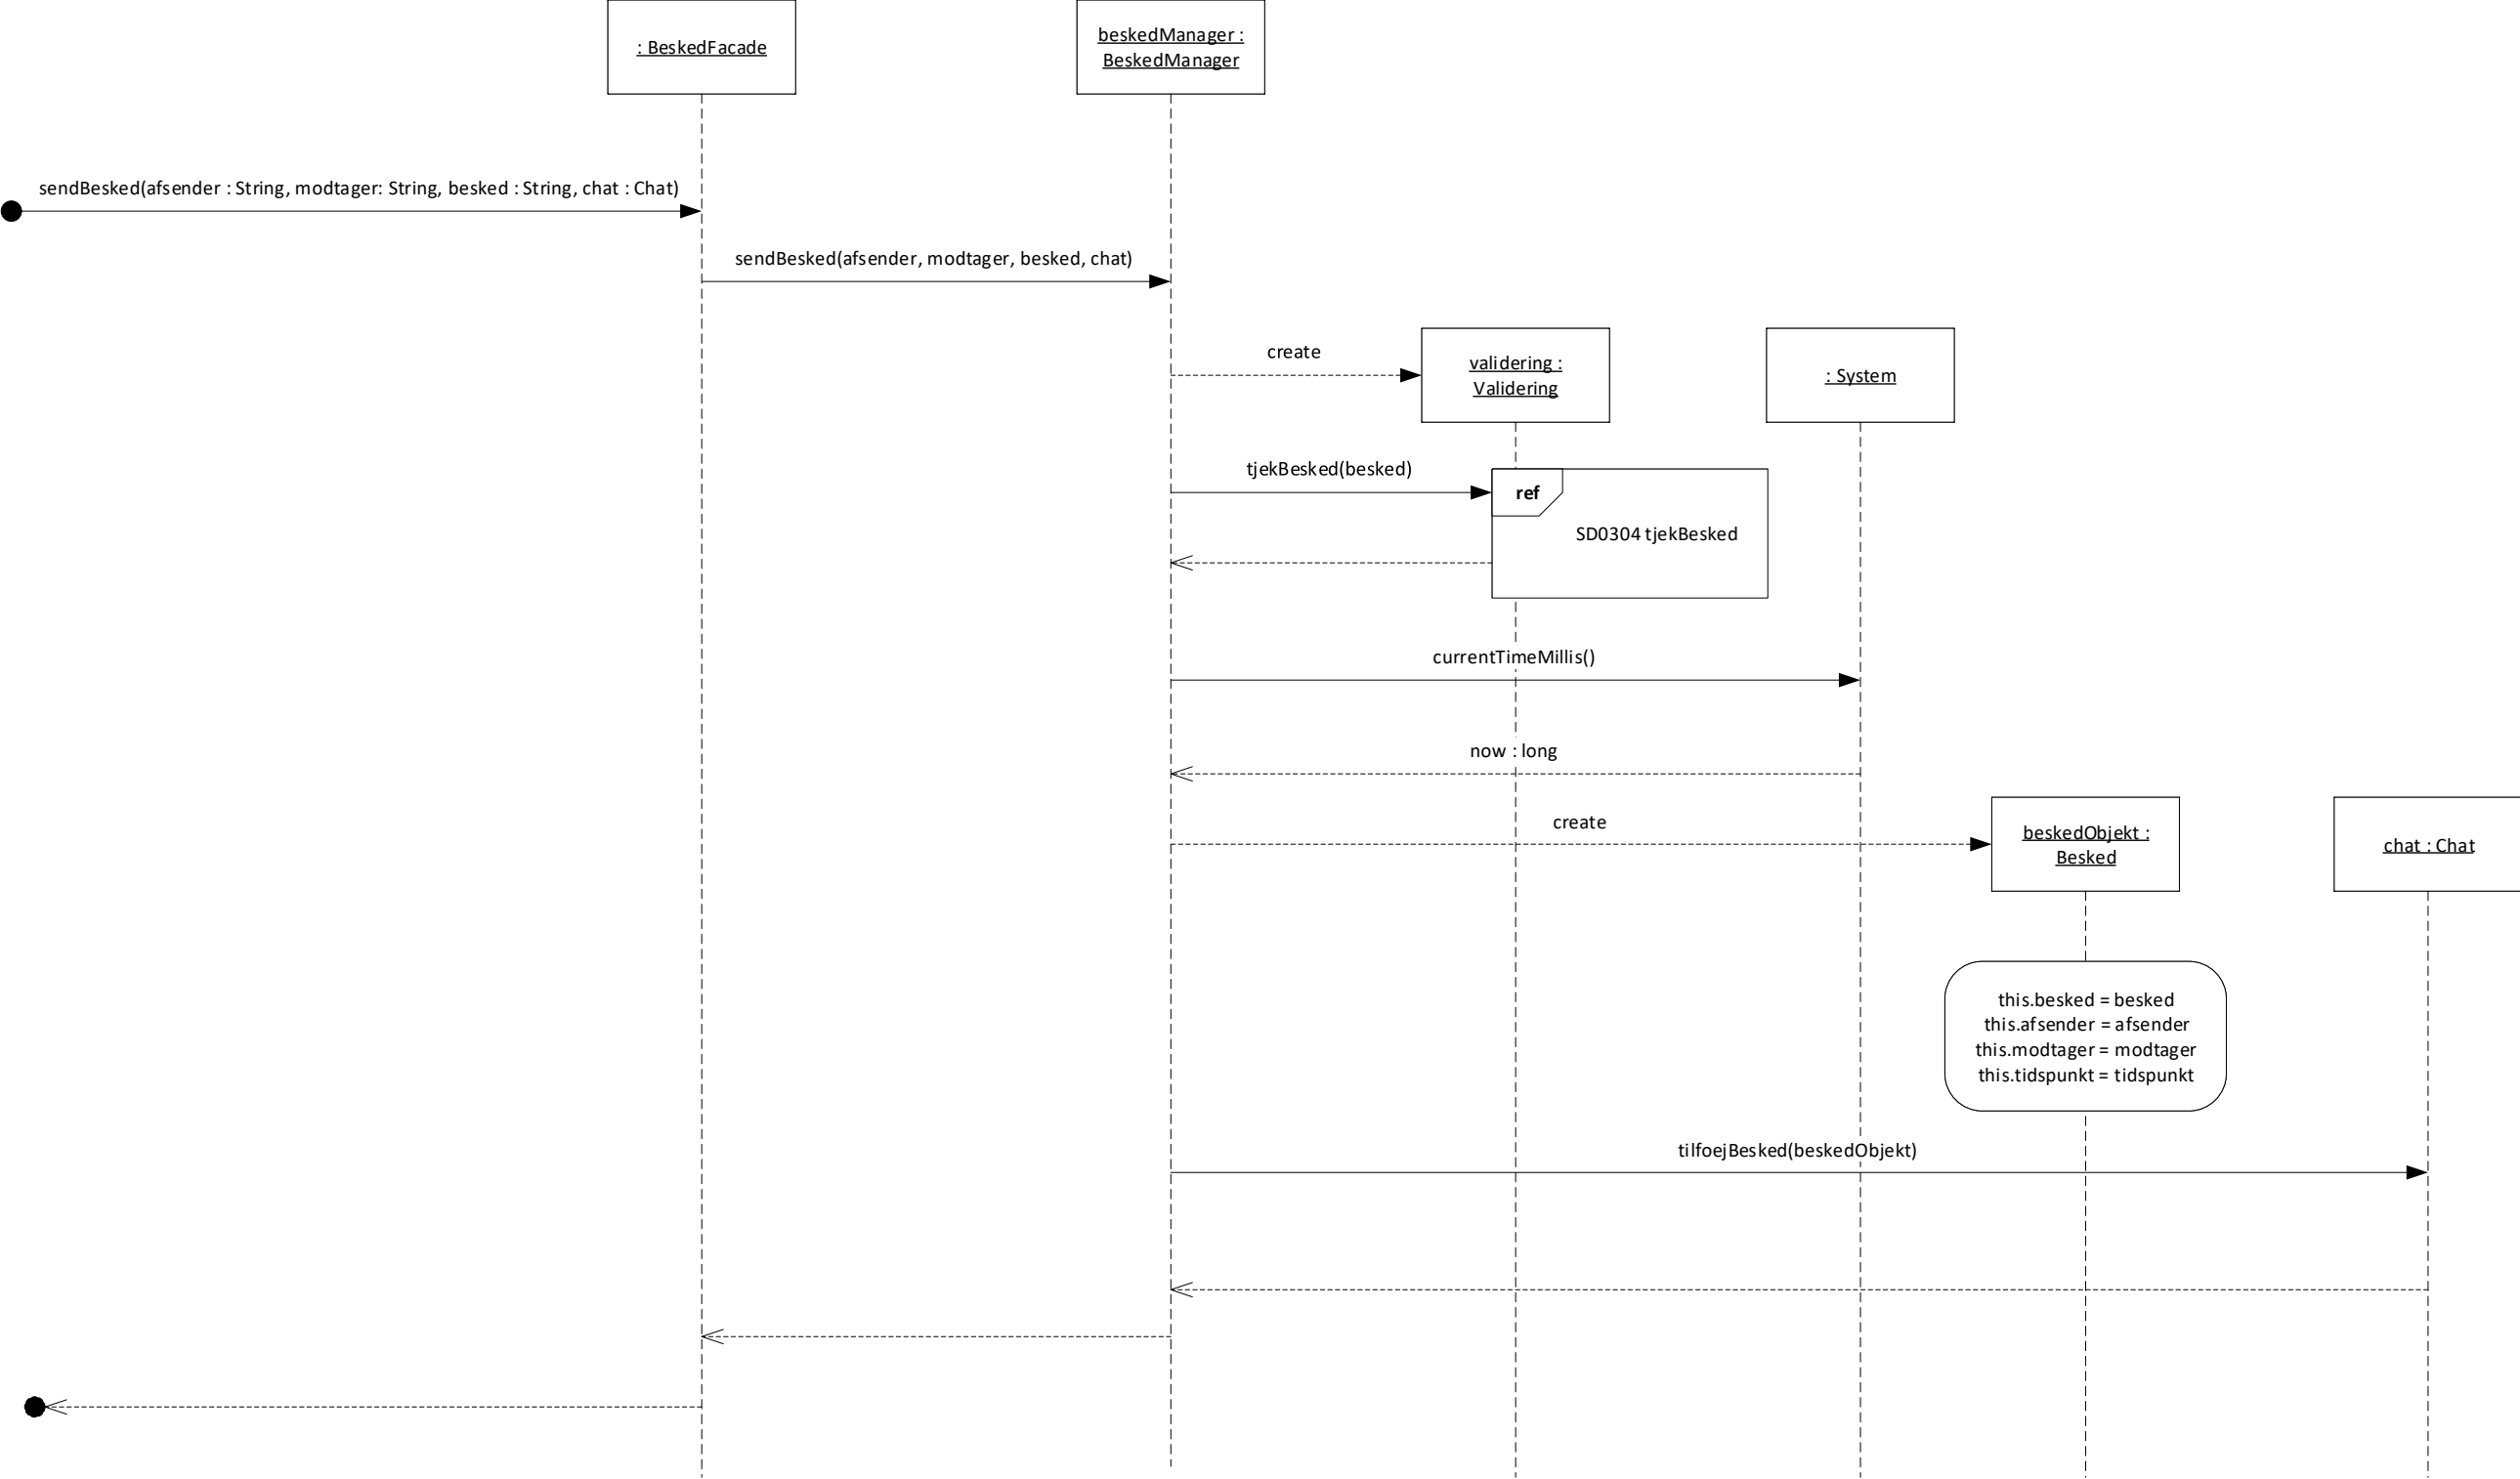 : BeskedFacade
beskedManager :
BeskedManager
sendBesked(afsender : String, modtager: String, besked : String, chat : Chat)
sendBesked(afsender, modtager, besked, chat)
create
validering :
Validering
: System
tjekBesked(besked)
ref
SD0304 tjekBesked
currentTimeMillis()
now : long
create
beskedObjekt :
Besked
chat : Chat
this.besked = besked
this.afsender = afsender
this.modtager = modtager
this.tidspunkt = tidspunkt
tilfoejBesked(beskedObjekt)